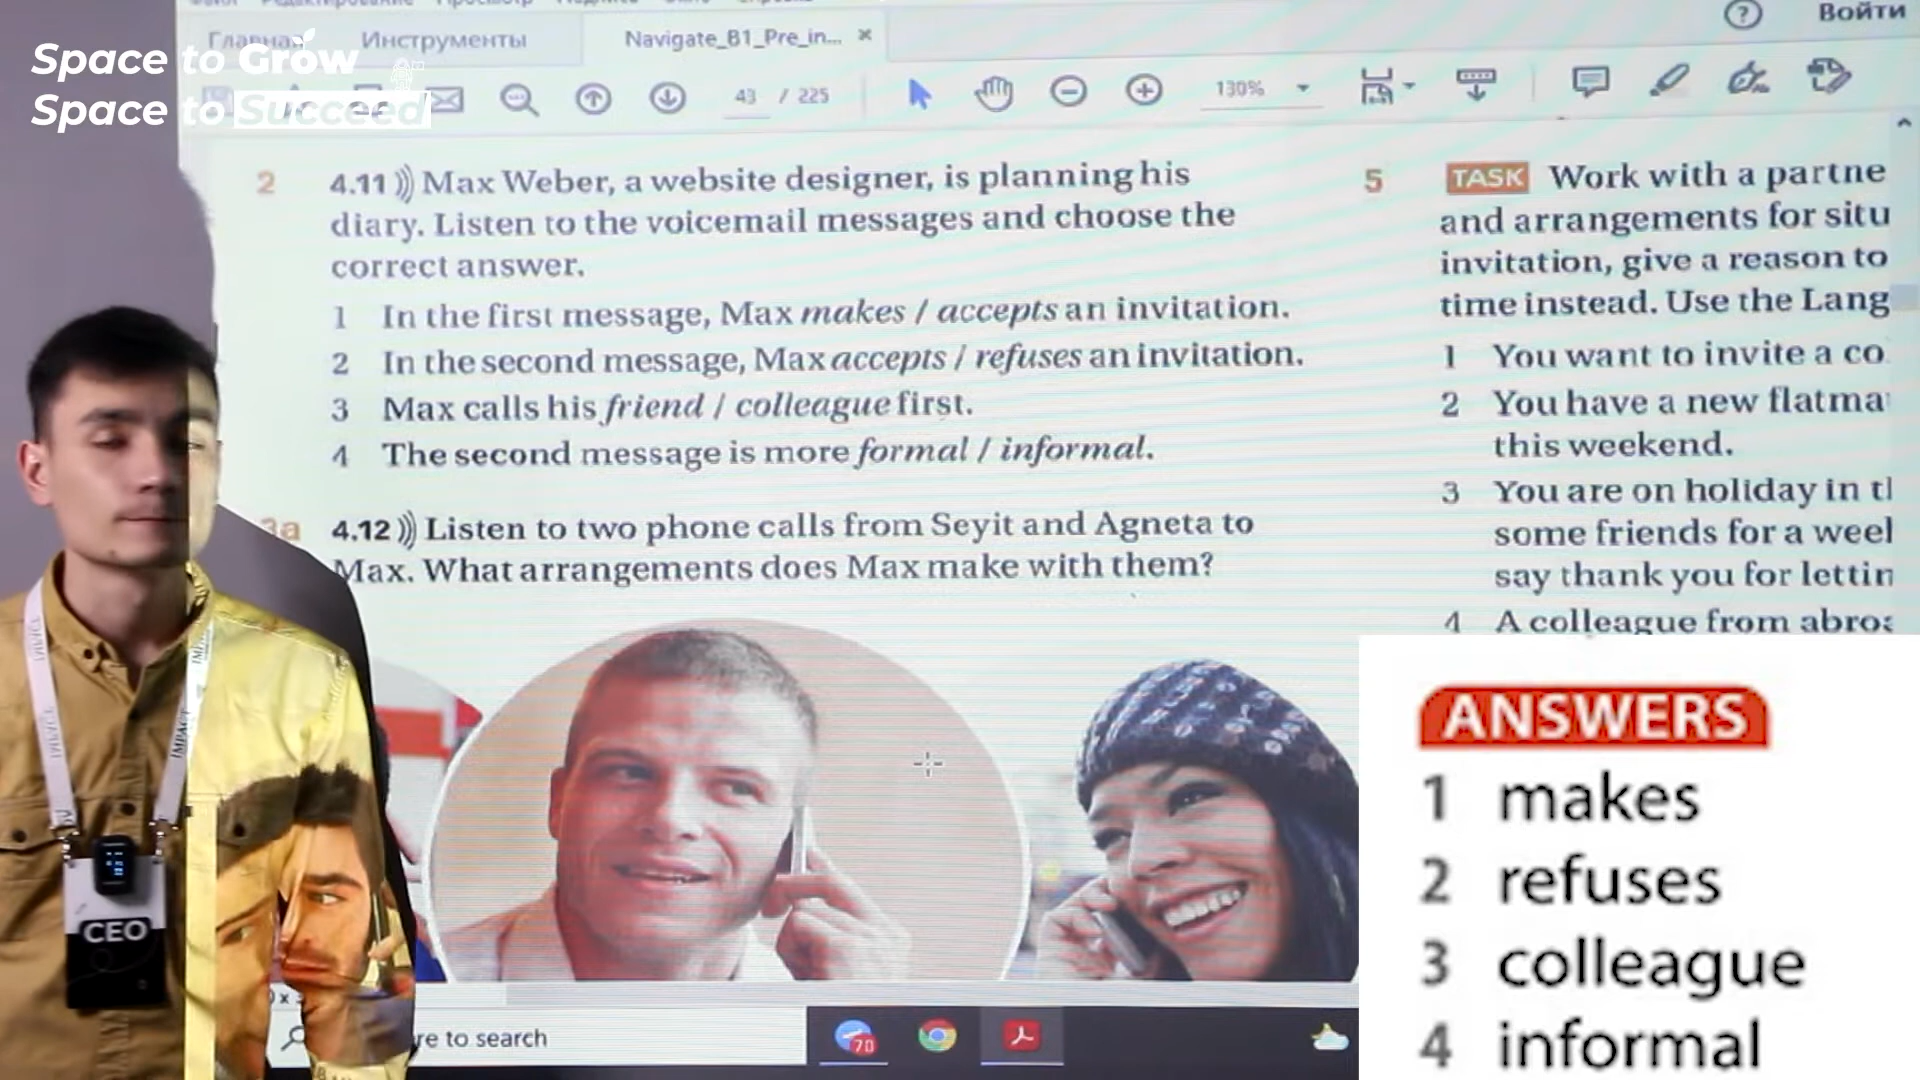 Space to Grow
Space to Succeed
Главная Инструменты Navigate_B1_Pre_in... ×
Войти
43 / 225
130%
2 4.11 Max Weber, a website designer, is planning his
diary. Listen to the voicemail messages and choose the
correct answer.
1 In the first message, Max makes / accepts an invitation.
2 In the second message, Max accepts / refuses an invitation.
3 Max calls his friend / colleague first.
4 The second message is more formal / informal.
3a 4.12 Listen to two phone calls from Seyit and Agneta to
Max. What arrangements does Max make with them?
5 TASK Work with a partne
and arrangements for situ
invitation, give a reason to
time instead. Use the Lang
1 You want to invite a co
2 You have a new flatma
this weekend.
3 You are on holiday in tl
some friends for a weel
say thank you for lettin
4 A colleague from abroa
ANSWERS
1 makes
2 refuses
3 colleague
4 informal
IMPACT
CEO
re to search
70